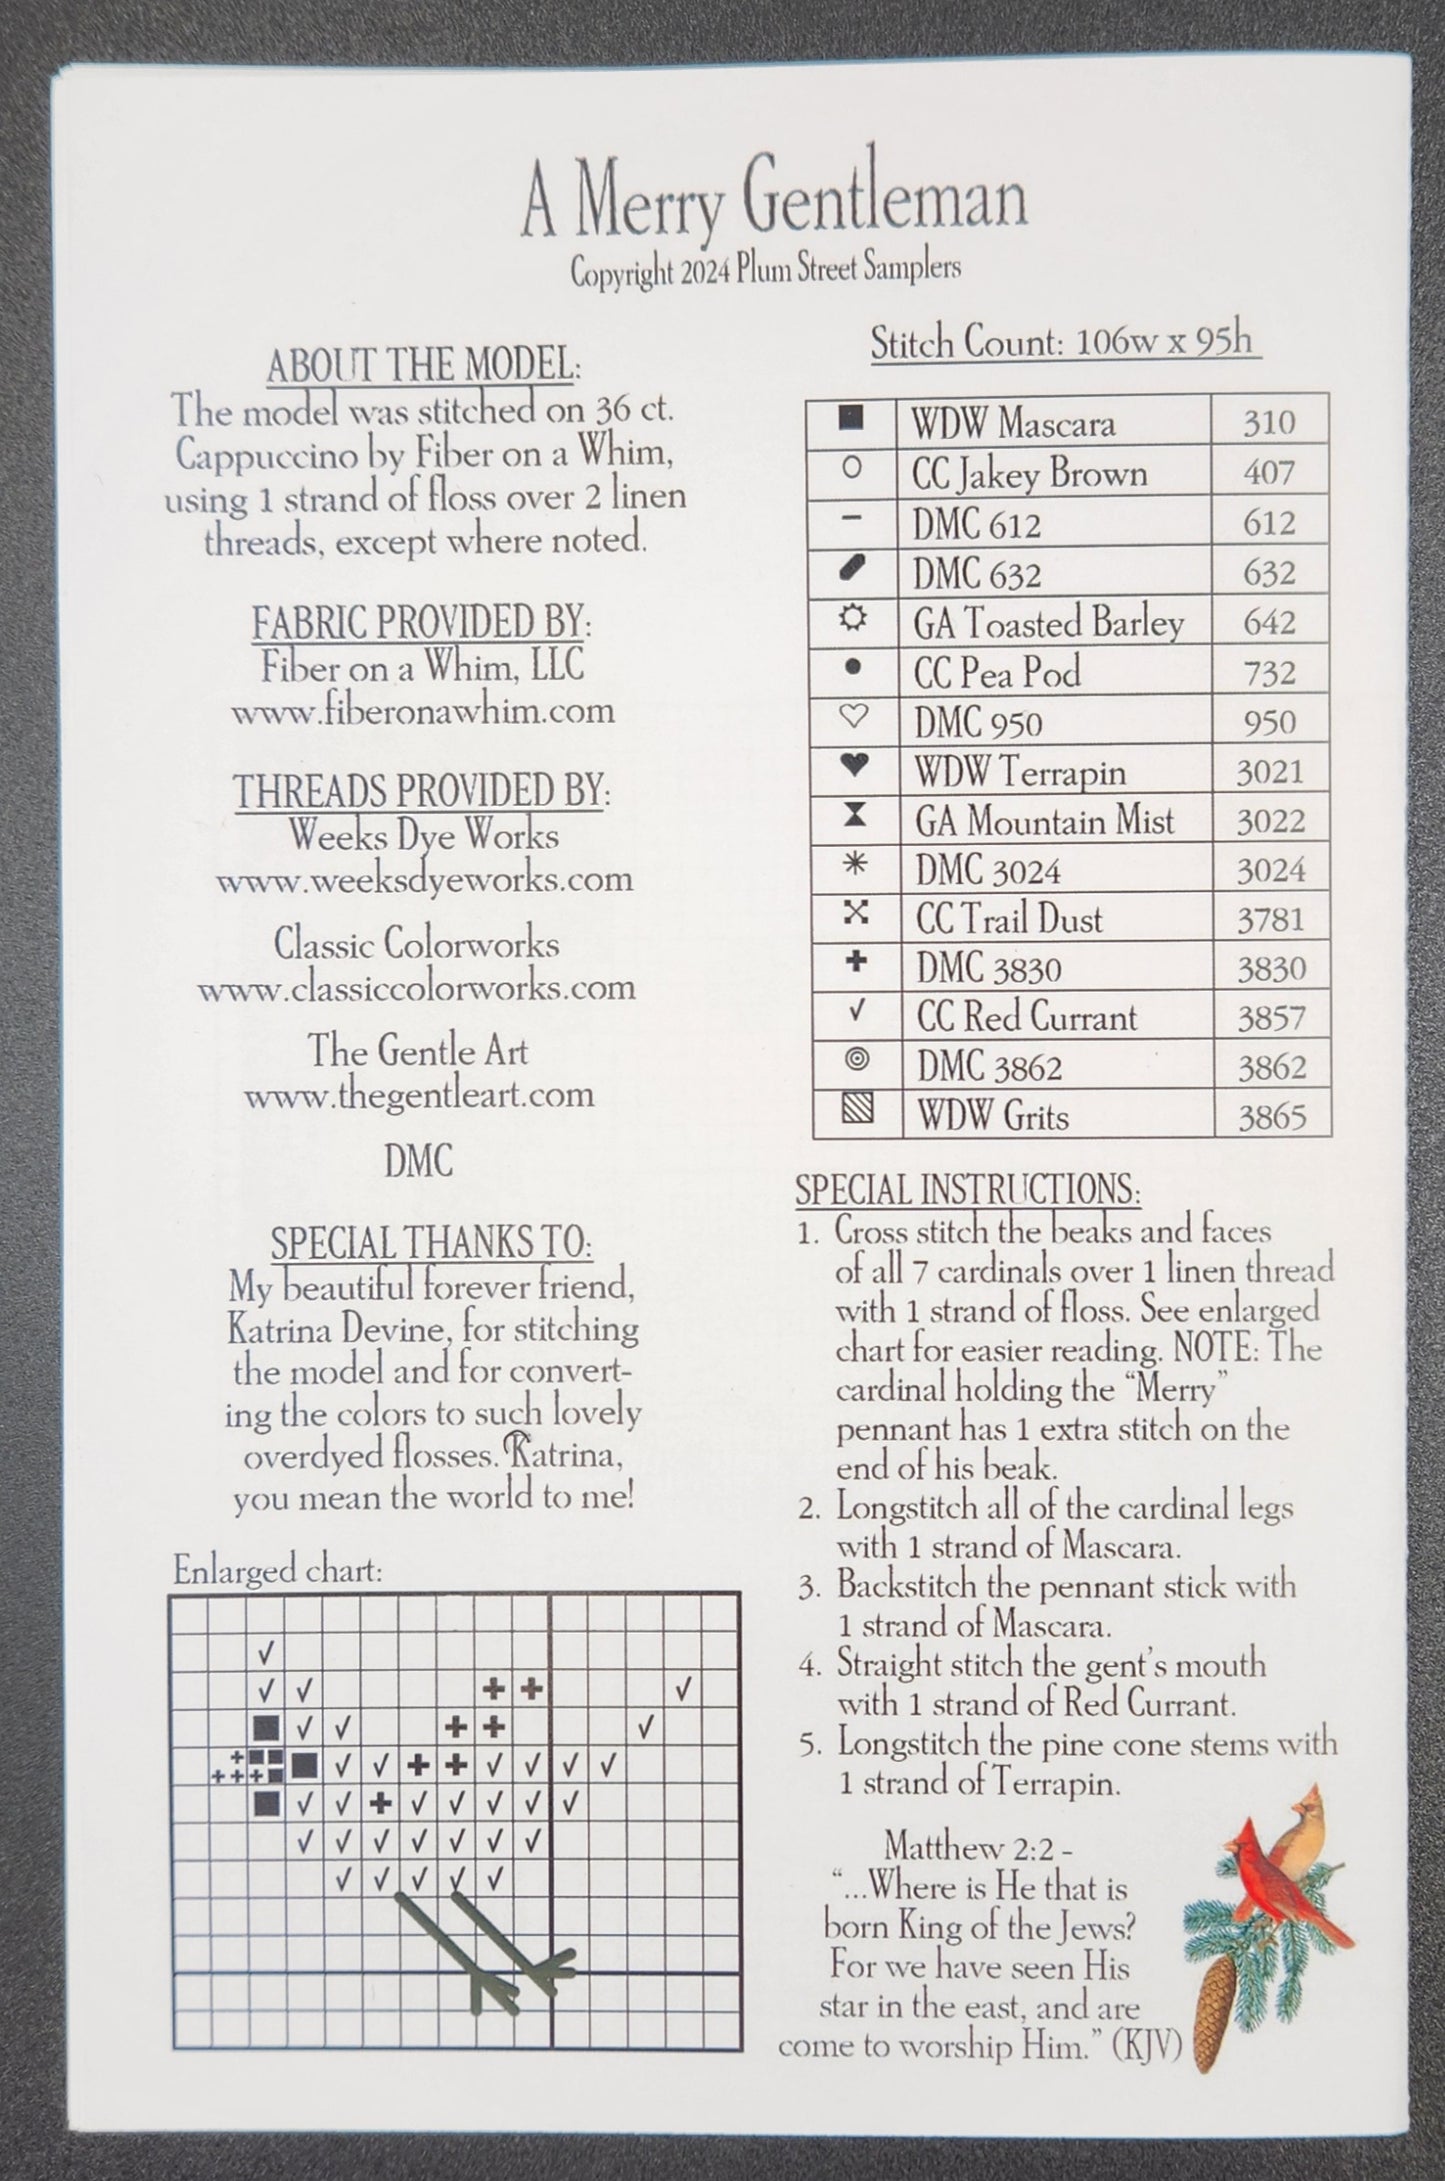 A Merry Gentleman
Copyright 2024 Plum Street Samplers
ABOUT THE MODEL:
The model was stitched on 36 ct.
Cappuccino by Fiber on a Whim,
using 1 strand of floss over 2 linen
threads, except where noted.
FABRIC PROVIDED BY:
Fiber on a Whim, LLC
www.fiberonawhim.com
THREADS PROVIDED BY:
Weeks Dye Works
www.weeksdyeworks.com
Classic Colorworks
www.classiccolorworks.com
The Gentle Art
www.thegentleart.com
DMC
SPECIAL THANKS TO:
My beautiful forever friend,
Katrina Devine, for stitching
the model and for convert-
ing the colors to such lovely
overdyed flosses. Katrina,
you mean the world to me!
Enlarged chart:
Stitch Count: 106w x 95h
WDW Mascara 310
CC Jakey Brown 407
DMC 612 612
DMC 632 632
GA Toasted Barley 642
CC Pea Pod 732
DMC 950 950
WDW Terrapin 3021
GA Mountain Mist 3022
DMC 3024 3024
CC Trail Dust 3781
DMC 3830 3830
CC Red Currant 3857
DMC 3862 3862
WDW Grits 3865
SPECIAL INSTRUCTIONS:
1. Cross stitch the beaks and faces
of all 7 cardinals over 1 linen thread
with 1 strand of floss. See enlarged
chart for easier reading. NOTE: The
cardinal holding the “Merry”
pennant has 1 extra stitch on the
end of his beak.
2. Longstitch all of the cardinal legs
with 1 strand of Mascara.
3. Backstitch the pennant stick with
1 strand of Mascara.
4. Straight stitch the gent's mouth
with 1 strand of Red Currant.
5. Longstitch the pine cone stems with
1 strand of Terrapin.
Matthew 2:2 -
“...Where is He that is
born King of the Jews?
For we have seen His
star in the east, and are
come to worship Him.” (KJV)